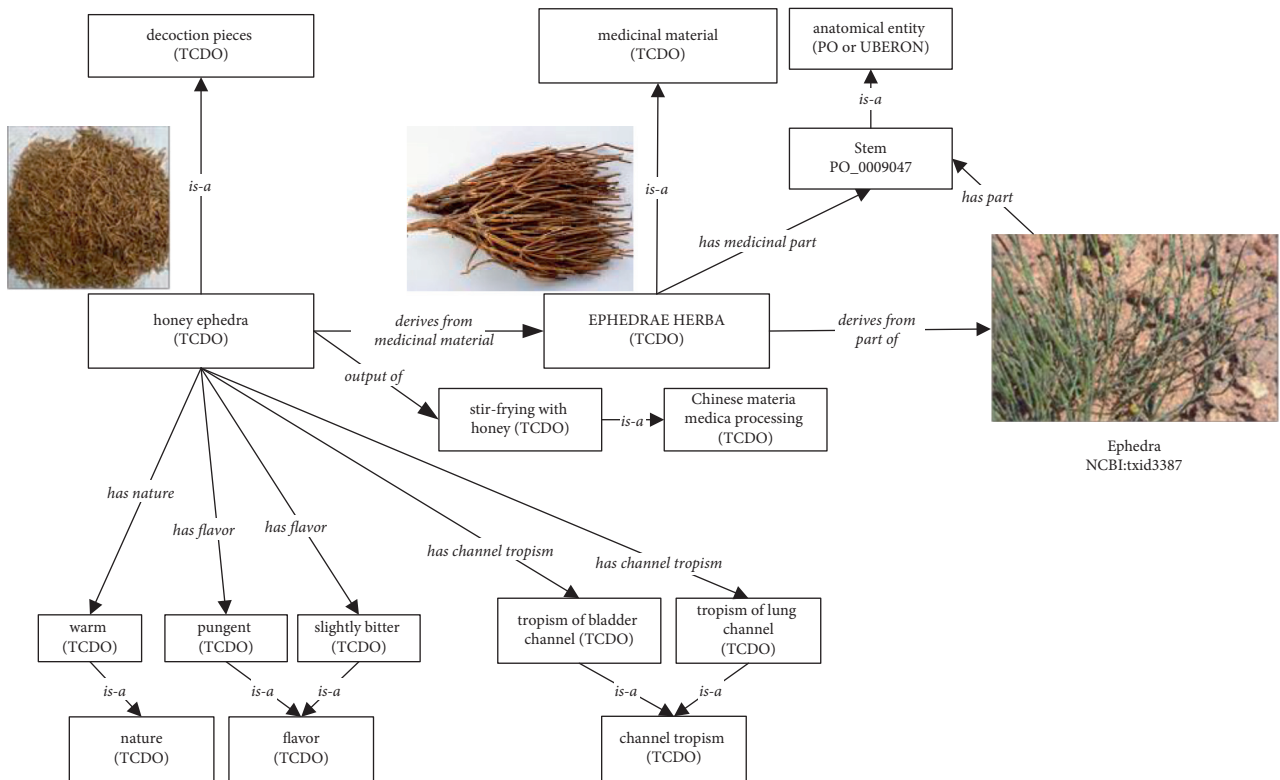 decoction pieces
(TCDO)
medicinal material
(TCDO)
anatomical entity
(PO or UBERON)
is-a
Stem
PO_0009047
is-a
is-a
has part
has medicinal part
honey ephedra
(TCDO)
derives from
medicinal material
EPHEDRAE HERBA
(TCDO)
derives from
part of
output of
stir-frying with
honey (TCDO)
is-a
Chinese materia
medica processing
(TCDO)
Ephedra
NCBI:txid3387
has nature
has flavor
has flavor
has channel tropism
has channel tropism
warm
(TCDO)
pungent
(TCDO)
slightly bitter
(TCDO)
tropism of bladder
channel (TCDO)
tropism of lung
channel
(TCDO)
is-a
is-a
is-a
is-a
is-a
nature
(TCDO)
flavor
(TCDO)
channel tropism
(TCDO)